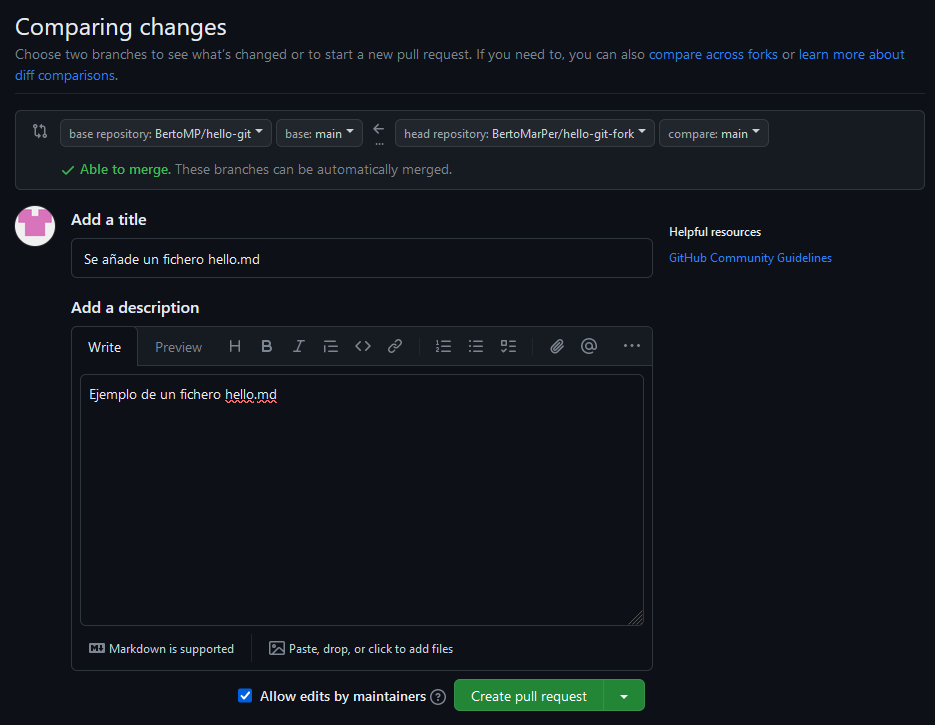 Comparing changes
Choose two branches to see what's changed or to start a new pull request. If you need to, you can also compare across forks or learn more about
diff comparisons.
base repository: BertoMP/hello-git base: main head repository: BertoMarPer/hello-git-fork compare: main
Able to merge. These branches can be automatically merged.
Add a title
Helpful resources
Se añade un fichero hello.md
GitHub Community Guidelines
Add a description
Write Preview
Ejemplo de un fichero hello.md
Markdown is supported Paste, drop, or click to add files
Allow edits by maintainers Create pull request